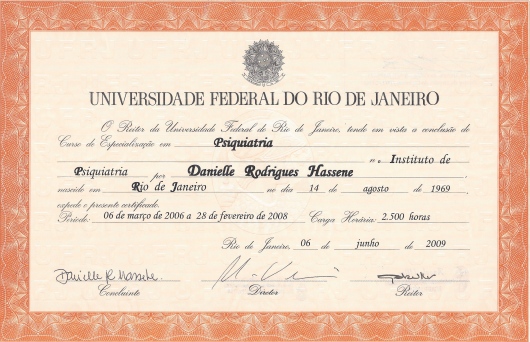 UNIVERSIDADE FEDERAL DO RIO DE JANEIRO
O Reitor da Universidade Federal do Rio de Janeiro, tendo em vista a conclusão do
Curso de Especialização em Psiquiatria
no Instituto de
Psiquiatria por Danielle Rodrigues Hassene
nascido em Rio de Janeiro no dia 14 de agosto de 1969,
expede o presente certificado.
Período: 06 de março de 2006 a 28 de fevereiro de 2008 Carga Horária: 2.500 horas
Rio de Janeiro, 06 de junho de 2009
Danielle R. Hassene.
Concluinte Diretor Reitor